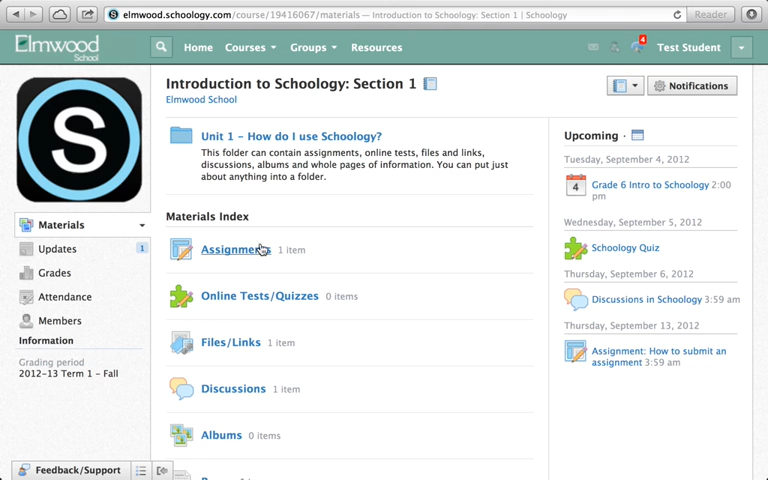 elmwood.schoology.com/course/19416067/materials — Introduction to Schoology: Section 1 | Schoology
Reader
Elmwood
School
Home
Courses
Groups
Resources
4
Test Student
Introduction to Schoology: Section 1
Elmwood School
Notifications
S
Unit 1 – How do I use Schoology?
This folder can contain assignments, online tests, files and links,
discussions, albums and whole pages of information. You can put just
about anything into a folder.
Materials Index
Assignments 1 item
Online Tests/Quizzes 0 items
Files/Links 1 item
Discussions 1 item
Albums 0 items
Materials
Updates 1
Grades
Attendance
Members
Information
Grading period
2012-13 Term 1 - Fall
Upcoming ·
Tuesday, September 4, 2012
4
Grade 6 Intro to Schoology 2:00
pm
Wednesday, September 5, 2012
Schoology Quiz
Thursday, September 6, 2012
Discussions in Schoology 3:59 am
Thursday, September 13, 2012
Assignment: How to submit an
assignment 3:59 am
Feedback/Support